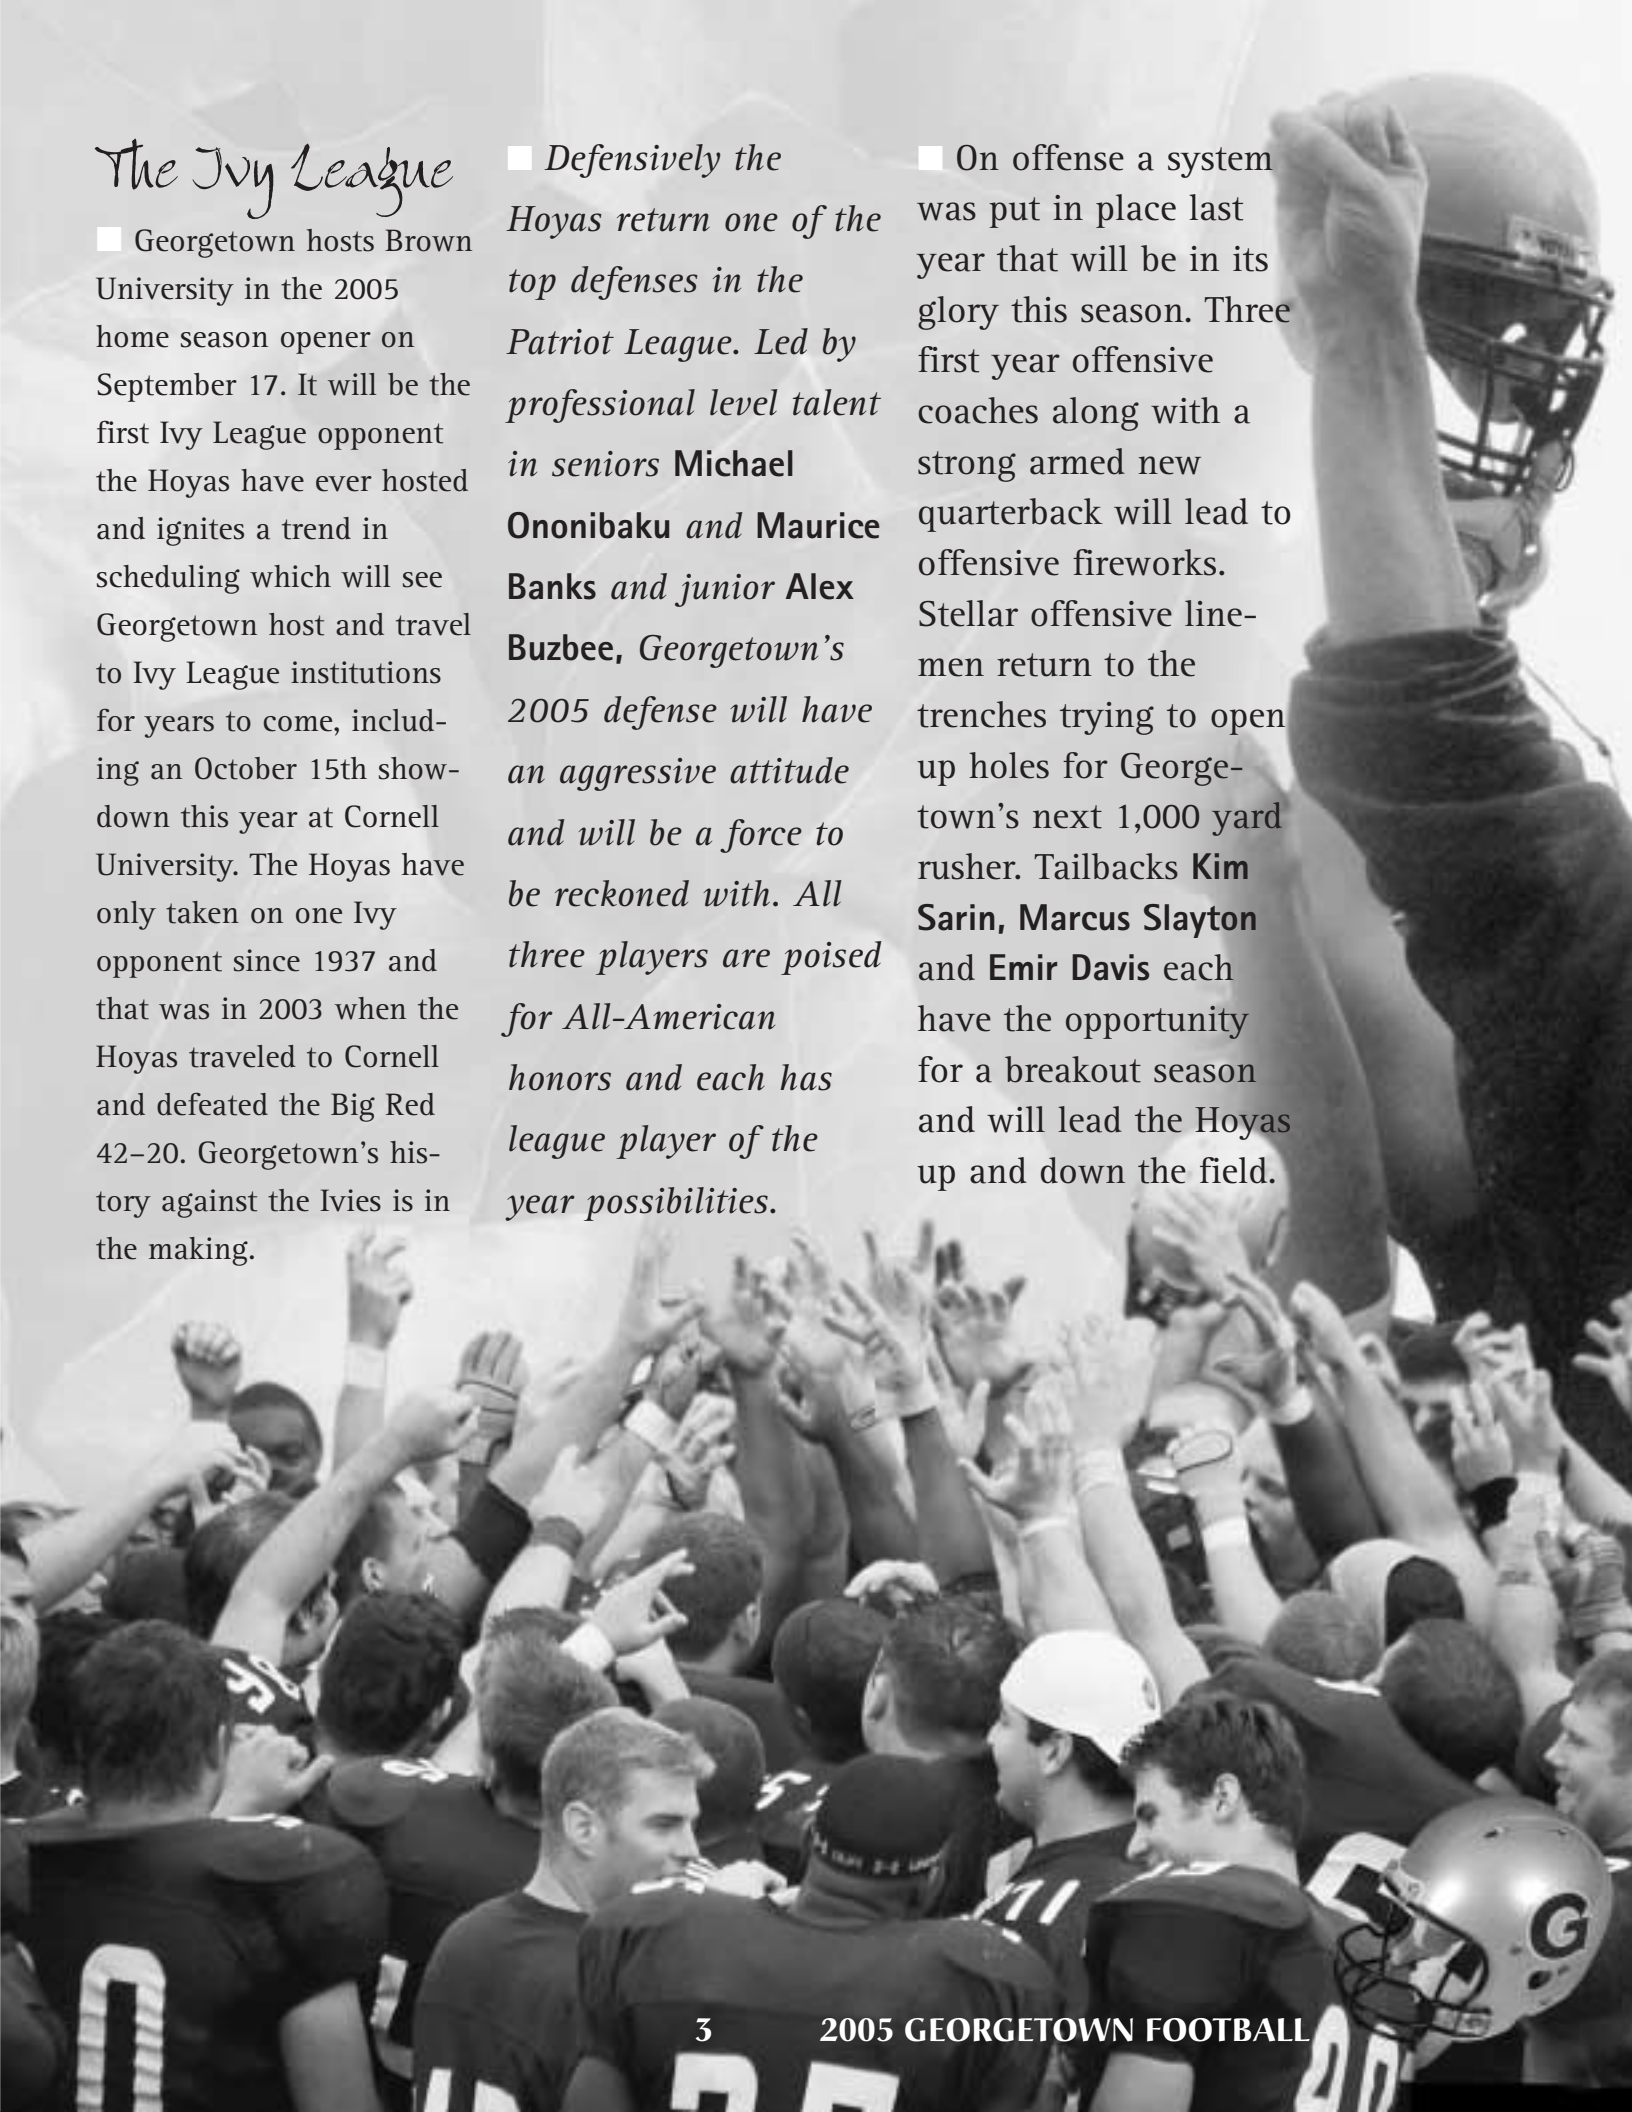 The Ivy League
Georgetown hosts Brown
University in the 2005
home season opener on
September 17. It will be the
first Ivy League opponent
the Hoyas have ever hosted
and ignites a trend in
scheduling which will see
Georgetown host and travel
to Ivy League institutions
for years to come, includ-
ing an October 15th show-
down this year at Cornell
University. The Hoyas have
only taken on one Ivy
opponent since 1937 and
that was in 2003 when the
Hoyas traveled to Cornell
and defeated the Big Red
42–20. Georgetown’s his-
tory against the Ivies is in
the making.
Defensively the
Hoyas return one of the
top defenses in the
Patriot League. Led by
professional level talent
in seniors Michael
Ononibaku and Maurice
Banks and junior Alex
Buzbee, Georgetown’s
2005 defense will have
an aggressive attitude
and will be a force to
be reckoned with. All
three players are poised
for All-American
honors and each has
league player of the
year possibilities.
On offense a system
was put in place last
year that will be in its
glory this season. Three
first year offensive
coaches along with a
strong armed new
quarterback will lead to
offensive fireworks.
Stellar offensive line-
men return to the
trenches trying to open
up holes for George-
town’s next 1,000 yard
rusher. Tailbacks Kim
Sarin, Marcus Slayton
and Emir Davis each
have the opportunity
for a breakout season
and will lead the Hoyas
up and down the field.
71
G
3 2005 GEORGETOWN FOOTBALL